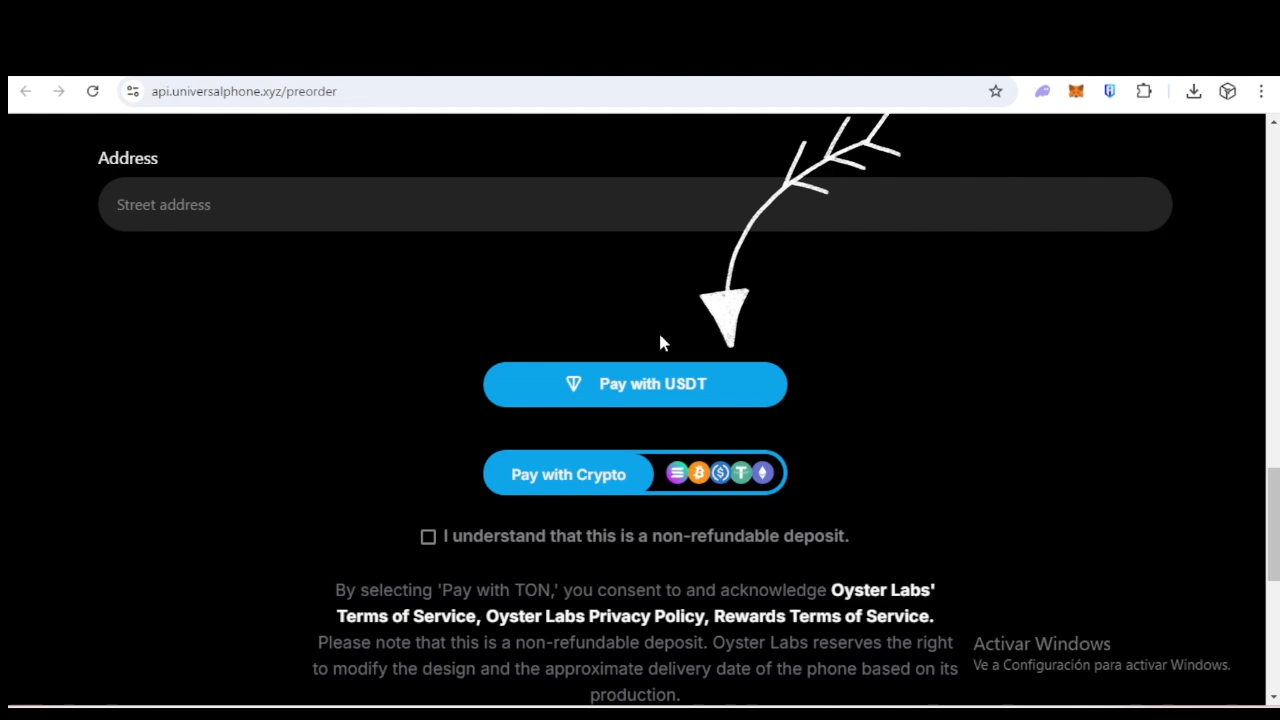 api.universalphone.xyz/preorder
Address
Street address
Pay with USDT
Pay with Crypto
I understand that this is a non-refundable deposit.
By selecting 'Pay with TON,' you consent to and acknowledge Oyster Labs'
Terms of Service, Oyster Labs Privacy Policy, Rewards Terms of Service.
Please note that this is a non-refundable deposit. Oyster Labs reserves the right
to modify the design and the approximate delivery date of the phone based on its
production.
Activar Windows
Ve a Configuración para activar Windows.